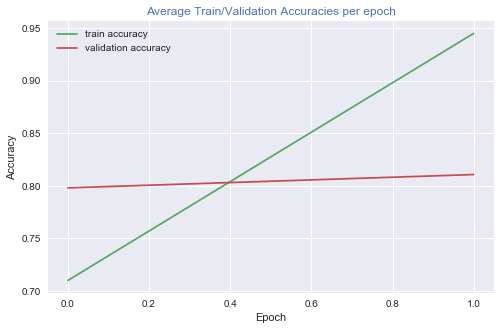 Average Train/Validation Accuracies per epoch
train accuracy
validation accuracy
Accuracy
0.95
0.90
0.85
0.80
0.75
0.70
0.0 0.2 0.4 0.6 0.8 1.0
Epoch